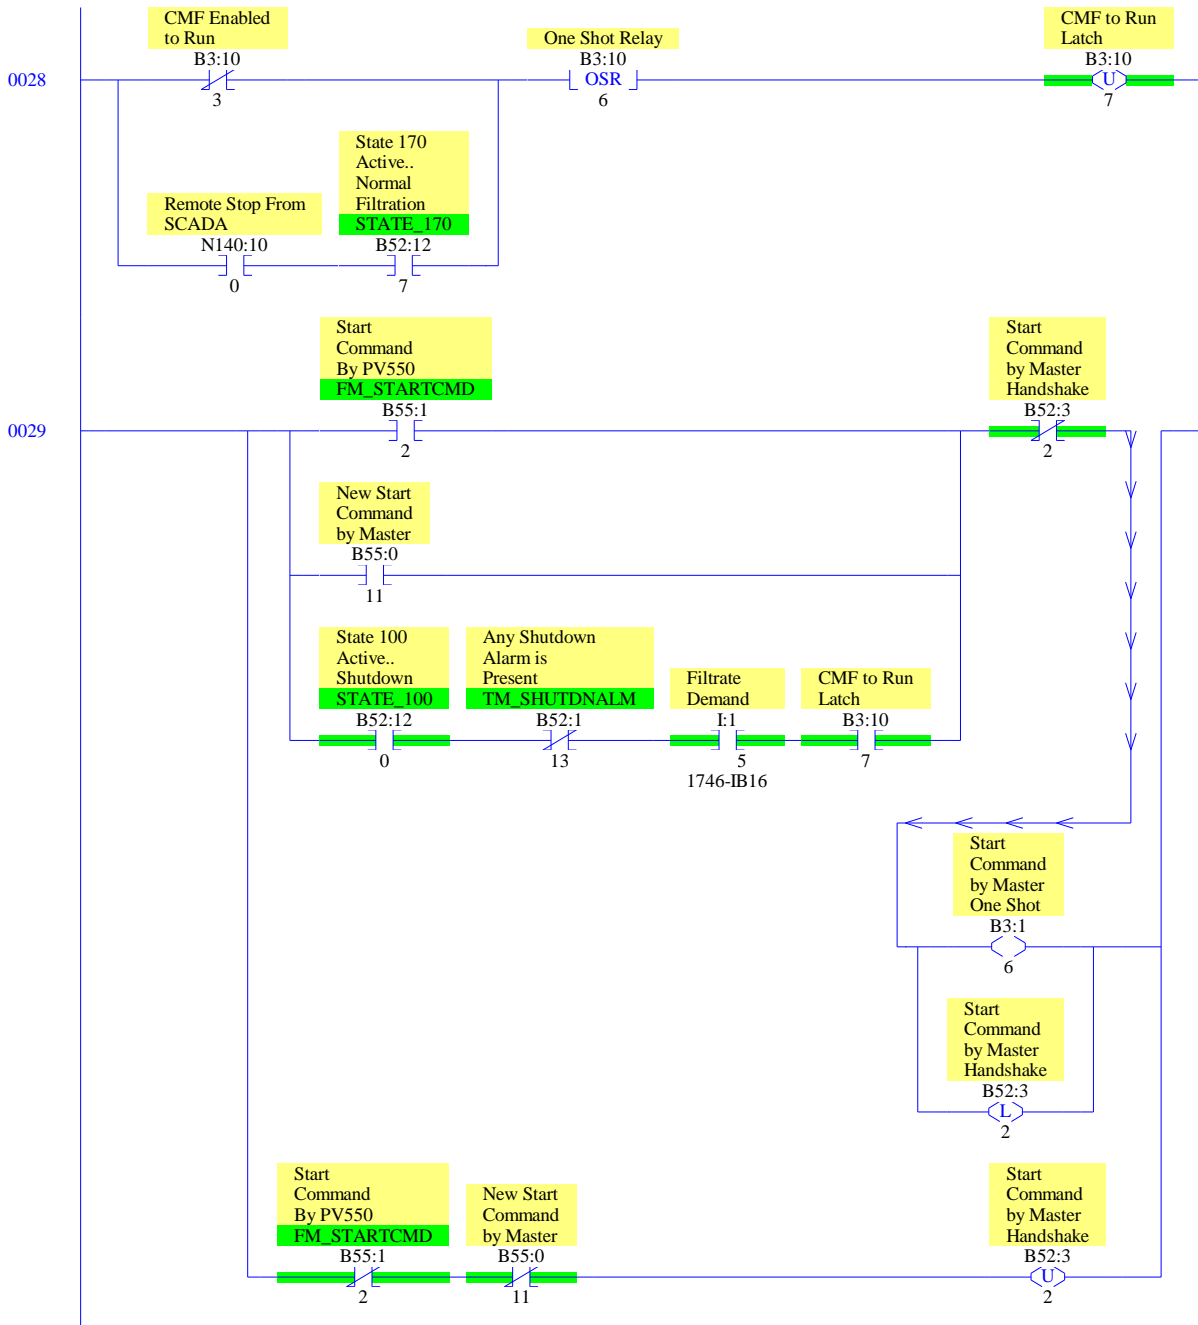 CMF Enabled
to Run
B3:10
3
One Shot Relay
B3:10
OSR
6
CMF to Run
Latch
B3:10
U
7
0028
State 170
Active..
Normal
Filtration
STATE_170
B52:12
7
Remote Stop From
SCADA
N140:10
0
Start
Command
By PV550
FM_STARTCMD
B55:1
2
Start
Command
by Master
Handshake
B52:3
2
0029
New Start
Command
by Master
B55:0
11
State 100
Active..
Shutdown
STATE_100
B52:12
0
Any Shutdown
Alarm is
Present
TM_SHUTDNALM
B52:1
13
Filtrate
Demand
I:1
5
1746-IB16
CMF to Run
Latch
B3:10
7
Start
Command
by Master
One Shot
B3:1
6
Start
Command
by Master
Handshake
B52:3
L
2
Start
Command
By PV550
FM_STARTCMD
B55:1
2
New Start
Command
by Master
B55:0
11
Start
Command
by Master
Handshake
B52:3
U
2